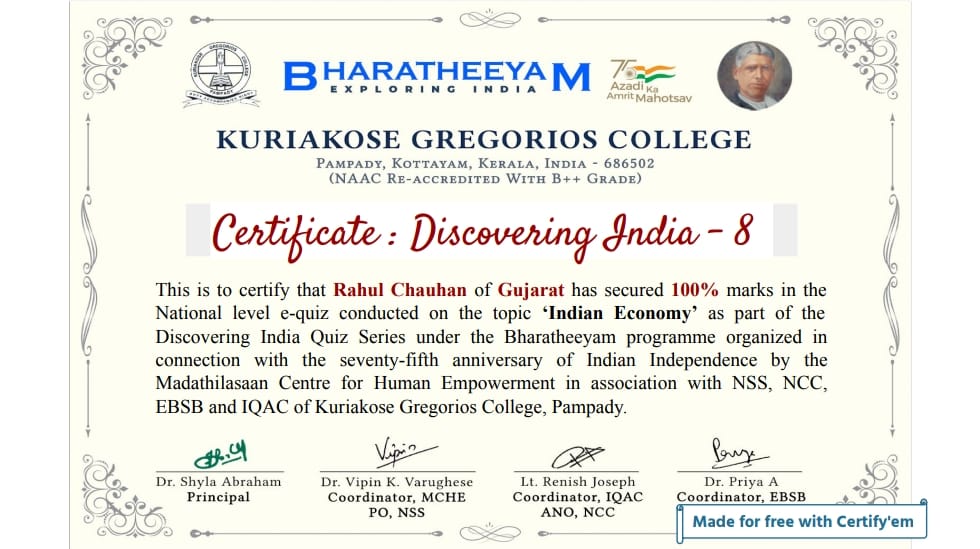 KURIAKOSE GREGORIOS COLLEGE
PAMPADY
BHARATHEEYAM
EXPLORING INDIA
75
Azadi Ka
Amrit Mahotsav
KURIAKOSE GREGORIOS COLLEGE
PAMPADY, KOTTAYAM, KERALA, INDIA - 686502
(NAAC RE-ACCREDITED WITH B++ GRADE)
Certificate : Discovering India - 8
This is to certify that Rahul Chauhan of Gujarat has secured 100% marks in the
National level e-quiz conducted on the topic ‘Indian Economy’ as part of the
Discovering India Quiz Series under the Bharatheeyam programme organized in
connection with the seventy-fifth anniversary of Indian Independence by the
Madathilasaan Centre for Human Empowerment in association with NSS, NCC,
EBSB and IQAC of Kuriakose Gregorios College, Pampady.
Vipin
Dr. Shyla Abraham
Principal
Dr. Vipin K. Varughese
Coordinator, MCHE
PO, NSS
Lt. Renish Joseph
Coordinator, IQAC
ANO, NCC
Dr. Priya A
Coordinator, EBSB
Made for free with Certify'em